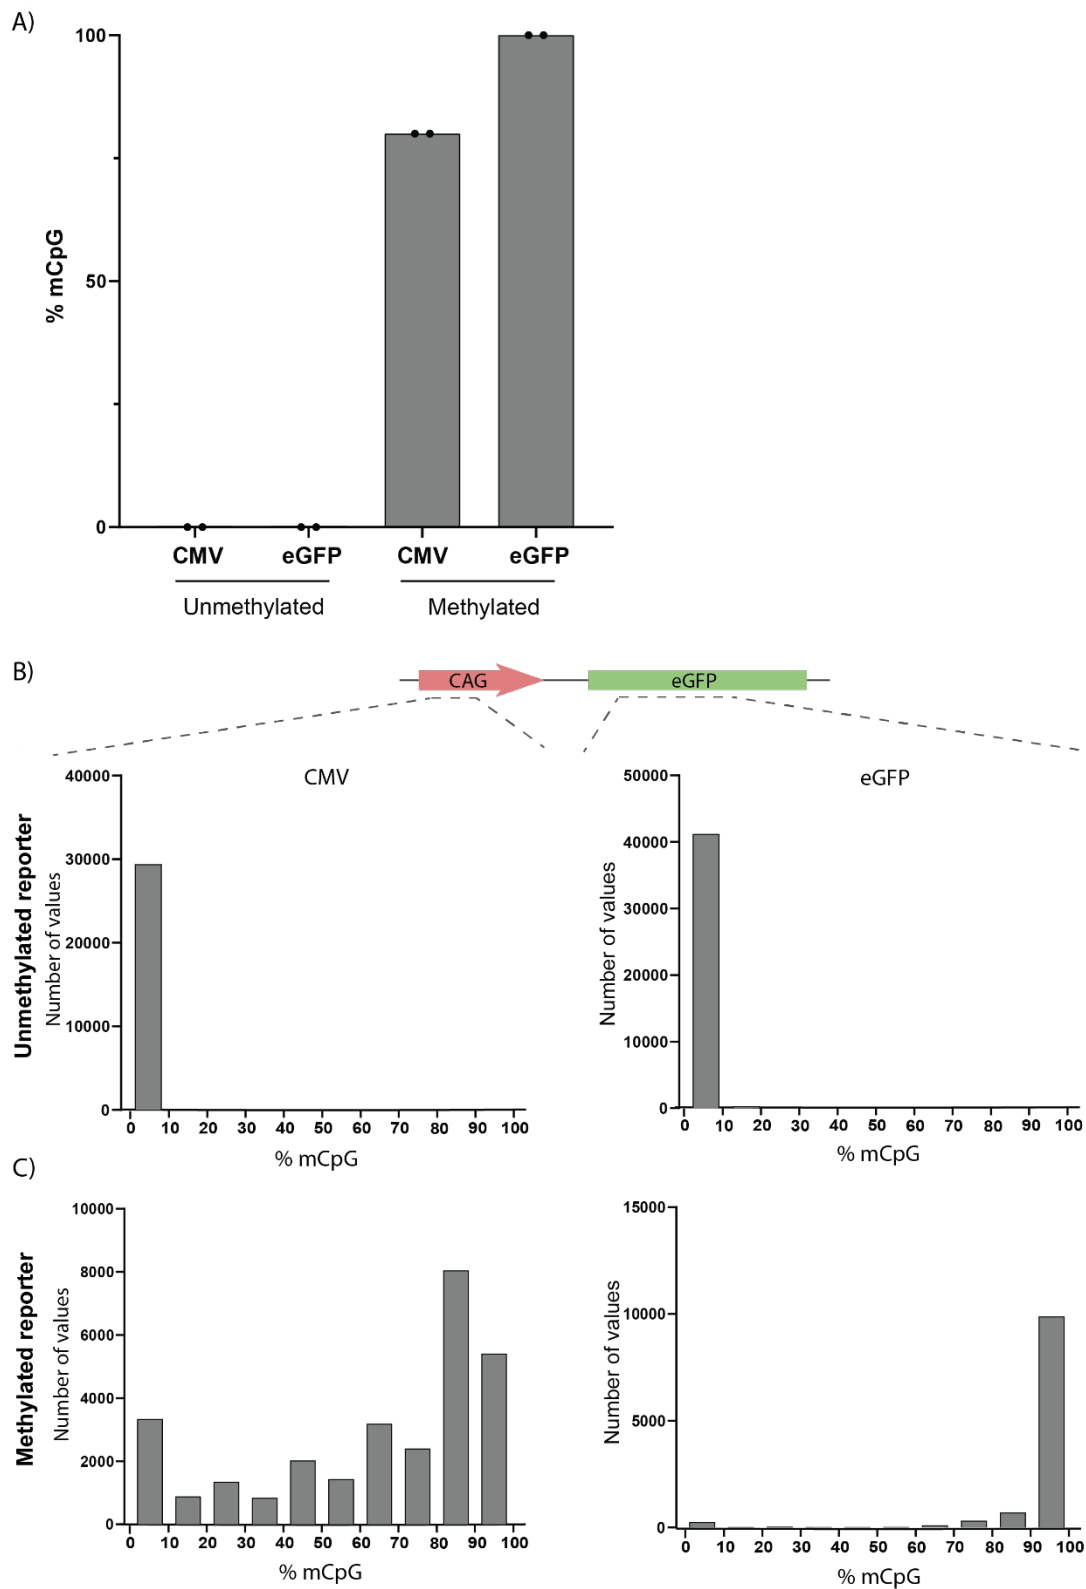 A)
100
50
0
% mCpG
CMV eGFP CMV eGFP
Unmethylated Methylated
B)
CAG eGFP
CMV
Unmethylated reporter
Number of values
40000
30000
20000
10000
0
0 10 20 30 40 50 60 70 80 90 100
% mCpG
eGFP
Number of values
50000
40000
30000
20000
10000
0
0 10 20 30 40 50 60 70 80 90 100
% mCpG
C)
Methylated reporter
Number of values
10000
8000
6000
4000
2000
0
0 10 20 30 40 50 60 70 80 90 100
% mCpG
Number of values
15000
10000
5000
0
0 10 20 30 40 50 60 70 80 90 100
% mCpG